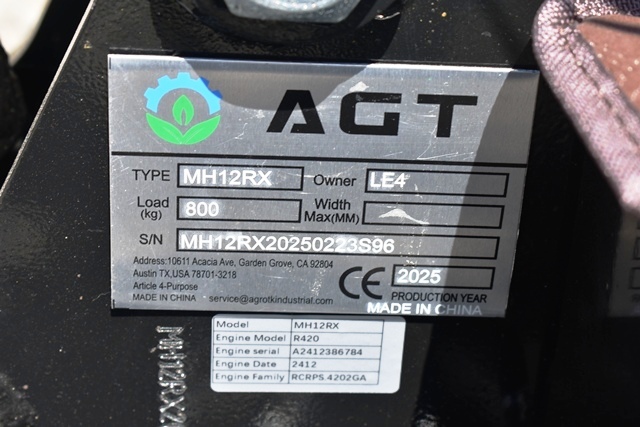 AGT
TYPE MH12RX Owner LE4
Load (kg) 800 Width Max(MM)
S/N MH12RX20250223S96
Address:10611 Acacia Ave, Garden Grove, CA 92804
Austin TX,USA 78701-3218
Article 4-Purpose
MADE IN CHINA service@agrotkindustrial.com
CE 2025
PRODUCTION YEAR
MADE IN CHINA
Model MH12RX
Engine Model R420
Engine serial A2412386784
Engine Date 2412
Engine Family RCRPS.4202GA